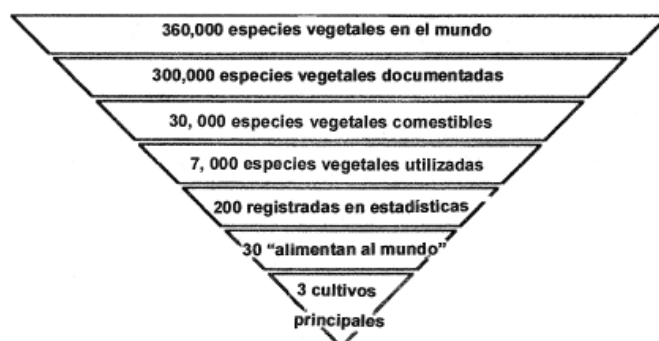 360,000 especies vegetales en el mundo
300,000 especies vegetales documentadas
30, 000 especies vegetales comestibles
7, 000 especies vegetales utilizadas
200 registradas en estadísticas
30 “alimentan al mundo”
3 cultivos
principales